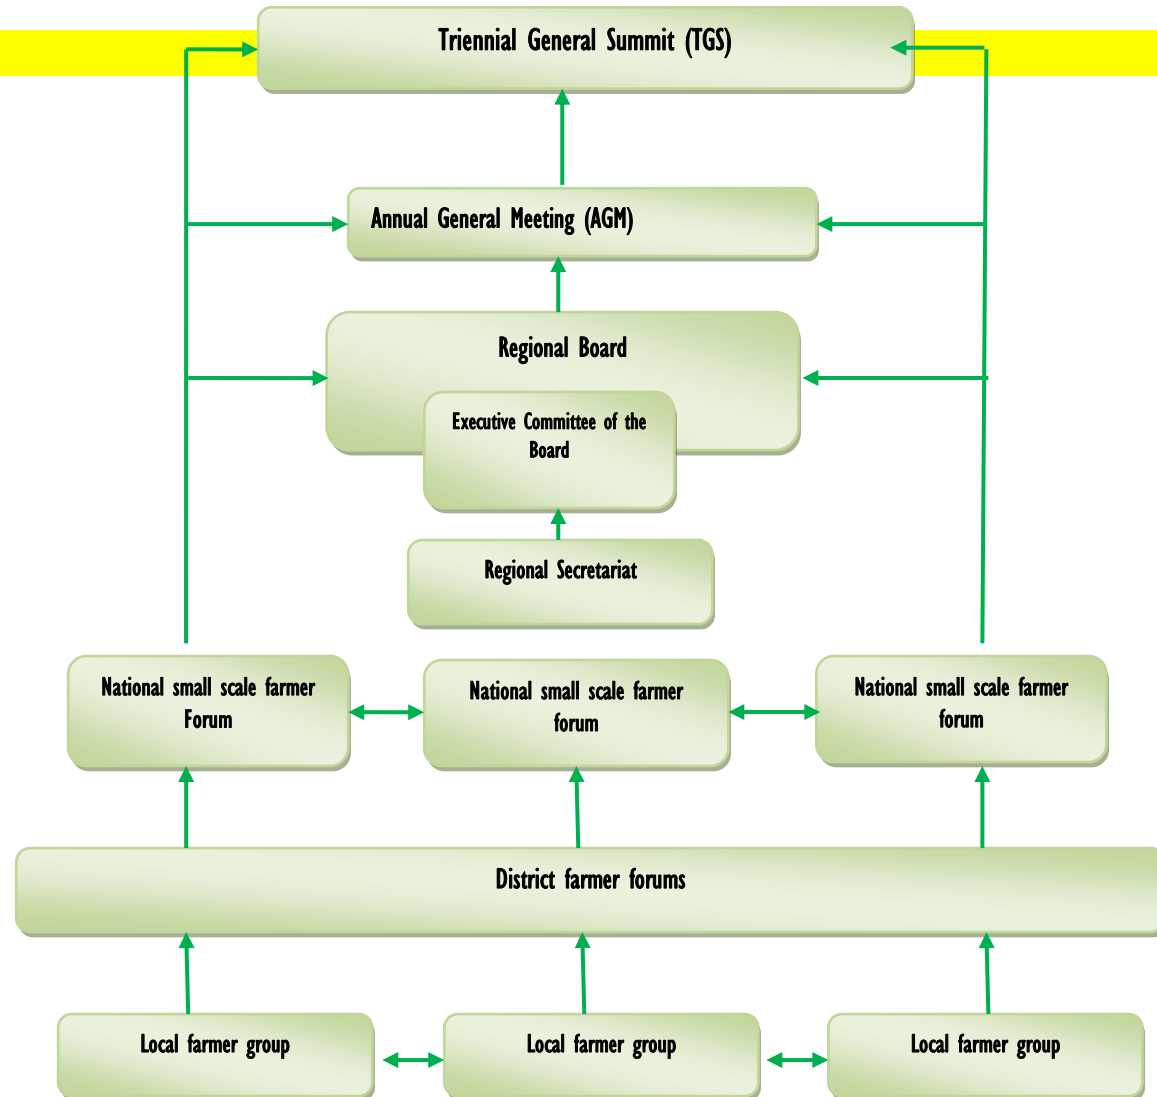 Triennial General Summit (TGS)
Annual General Meeting (AGM)
Regional Board
Executive Committee of the
Board
Regional Secretariat
National small scale farmer
Forum
National small scale farmer
forum
National small scale farmer
forum
District farmer forums
Local farmer group
Local farmer group
Local farmer group